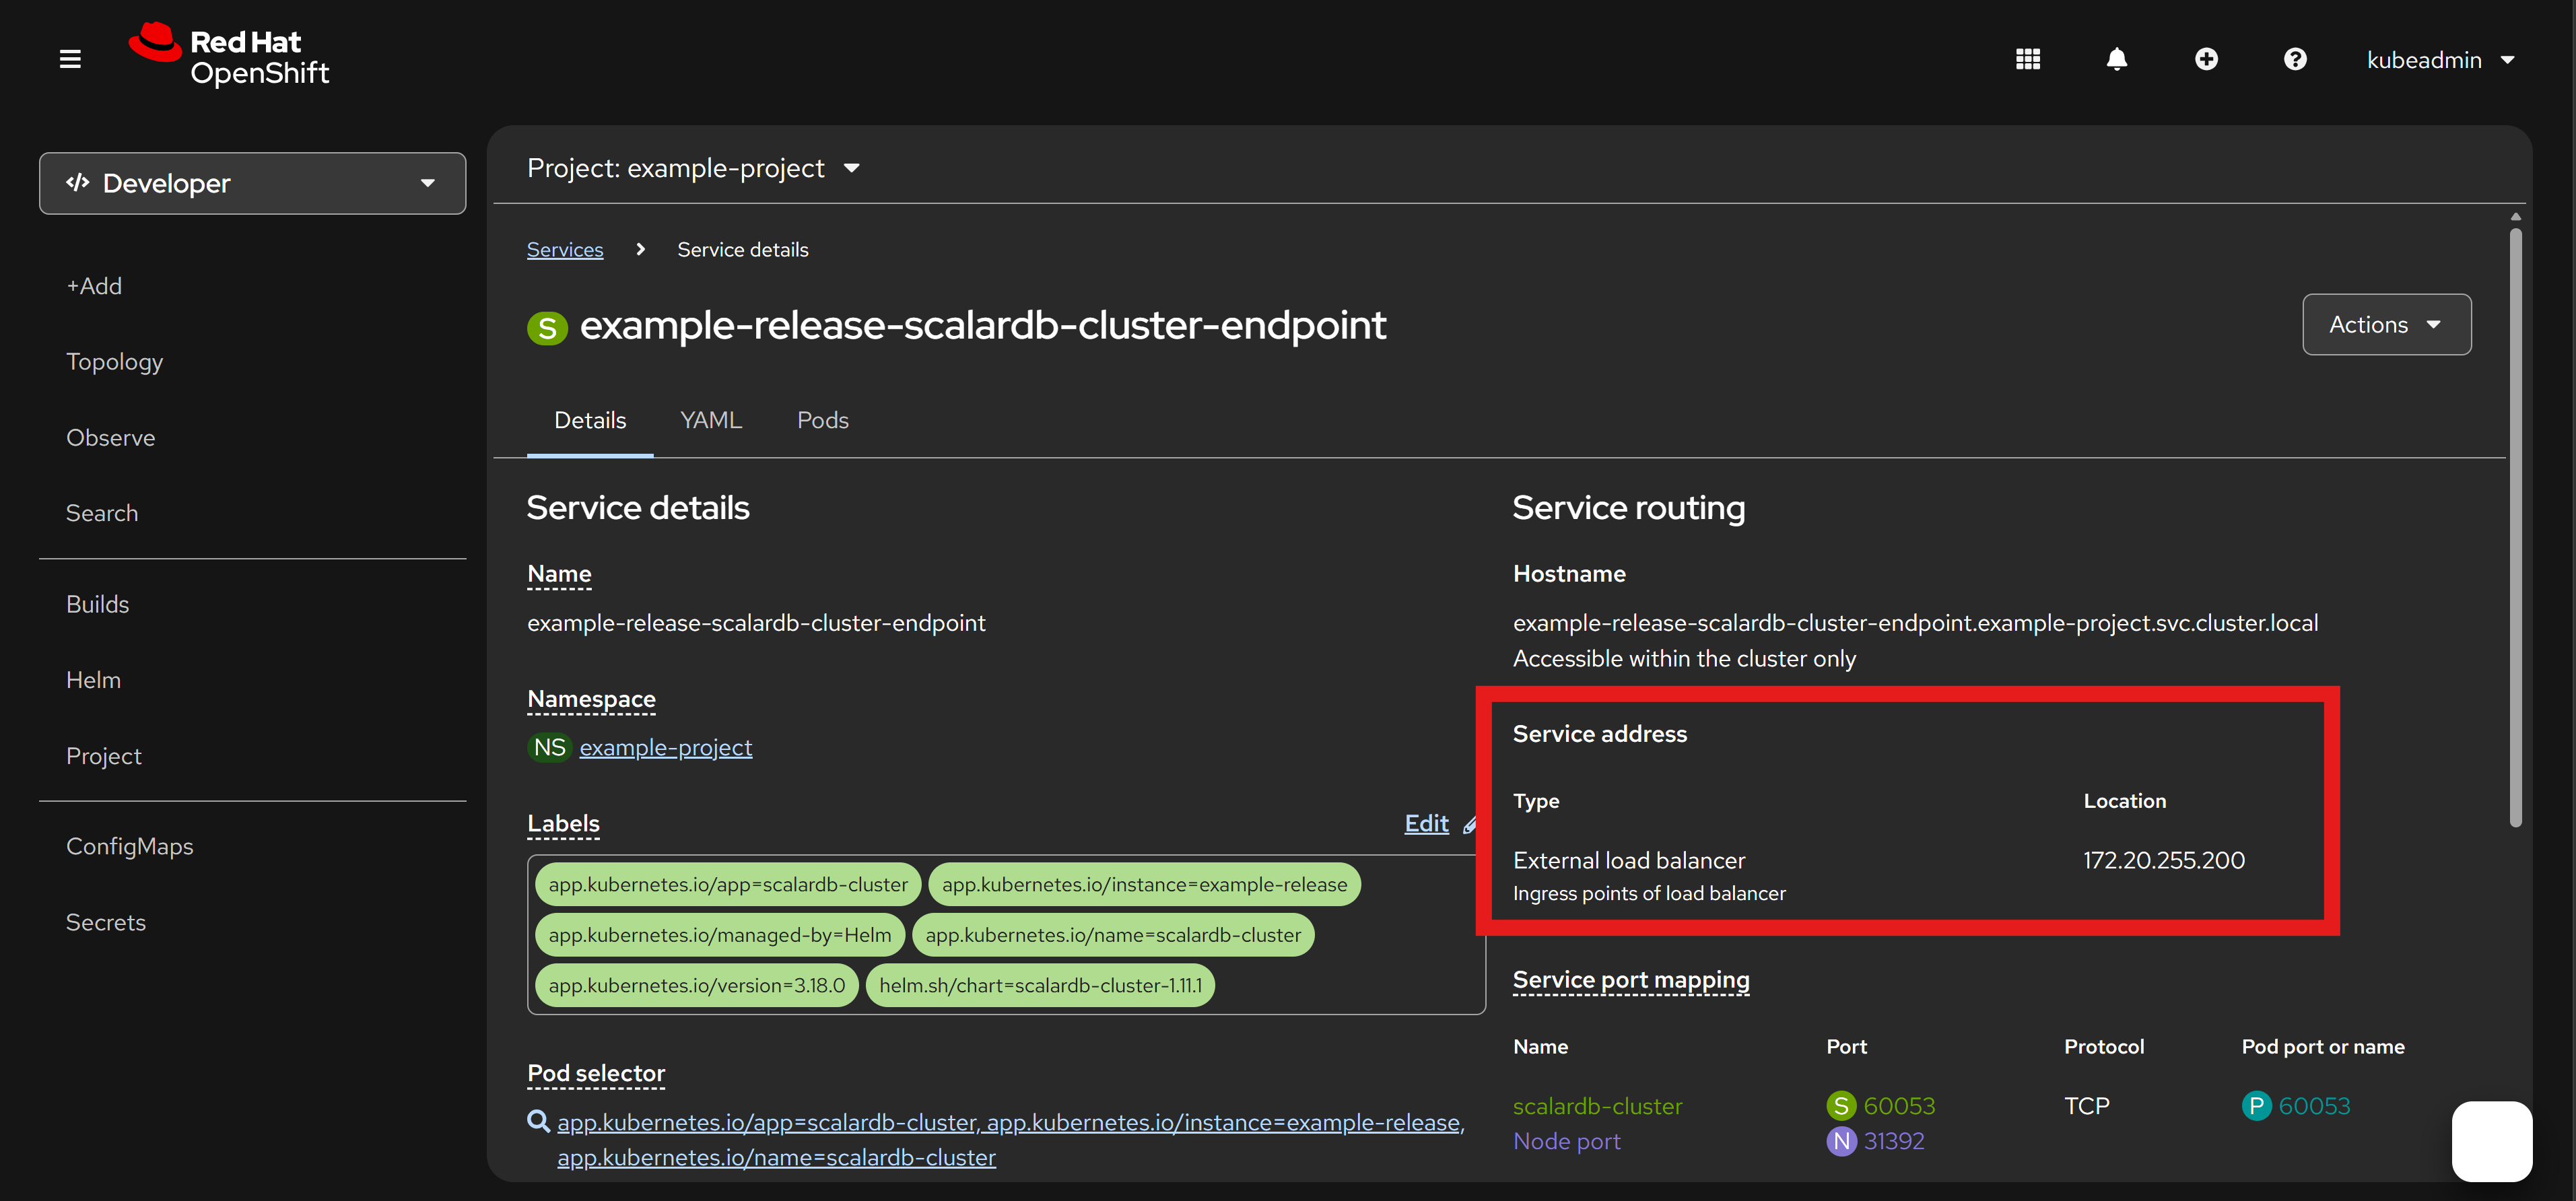 Red Hat
OpenShift
kubeadmin
Developer
+Add
Topology
Observe
Search
Builds
Helm
Project
ConfigMaps
Secrets
Project: example-project
Services
Service details
S example-release-scalardb-cluster-endpoint
Actions
Details YAML Pods
Service details
Name
example-release-scalardb-cluster-endpoint
Namespace
NS example-project
Labels
Edit
app.kubernetes.io/app=scalardb-cluster app.kubernetes.io/instance=example-release
app.kubernetes.io/managed-by=Helm app.kubernetes.io/name=scalardb-cluster
app.kubernetes.io/version=3.18.0 helm.sh/chart=scalardb-cluster-1.11.1
Pod selector
app.kubernetes.io/app=scalardb-cluster, app.kubernetes.io/instance=example-release,
app.kubernetes.io/name=scalardb-cluster
Service routing
Hostname
example-release-scalardb-cluster-endpoint.example-project.svc.cluster.local
Accessible within the cluster only
Service address
Type Location
External load balancer 172.20.255.200
Ingress points of load balancer
Service port mapping
Name Port Protocol Pod port or name
scalardb-cluster S 60053 TCP P 60053
Node port N 31392